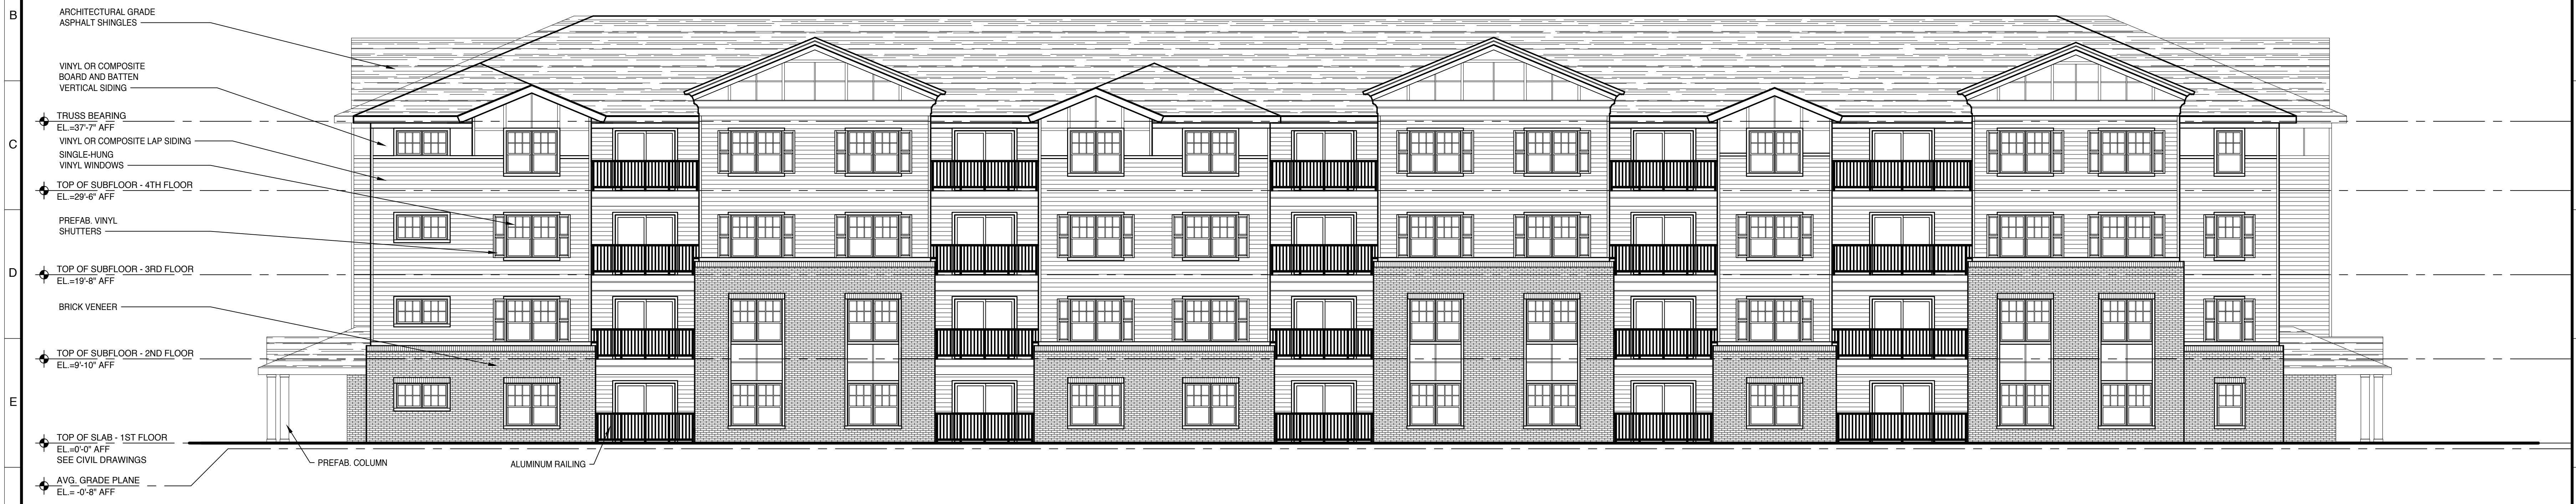 B
ARCHITECTURAL GRADE
ASPHALT SHINGLES
VINYL OR COMPOSITE
BOARD AND BATTEN
VERTICAL SIDING
TRUSS BEARING
EL.=37'-7" AFF
C
VINYL OR COMPOSITE LAP SIDING
SINGLE-HUNG
VINYL WINDOWS
TOP OF SUBFLOOR - 4TH FLOOR
EL.=29'-6" AFF
PREFAB. VINYL
SHUTTERS
D
TOP OF SUBFLOOR - 3RD FLOOR
EL.=19'-8" AFF
BRICK VENEER
TOP OF SUBFLOOR - 2ND FLOOR
EL.=9'-10" AFF
E
TOP OF SLAB - 1ST FLOOR
EL.=0'-0" AFF
SEE CIVIL DRAWINGS
PREFAB. COLUMN
ALUMINUM RAILING
AVG. GRADE PLANE
EL.= -0'-8" AFF